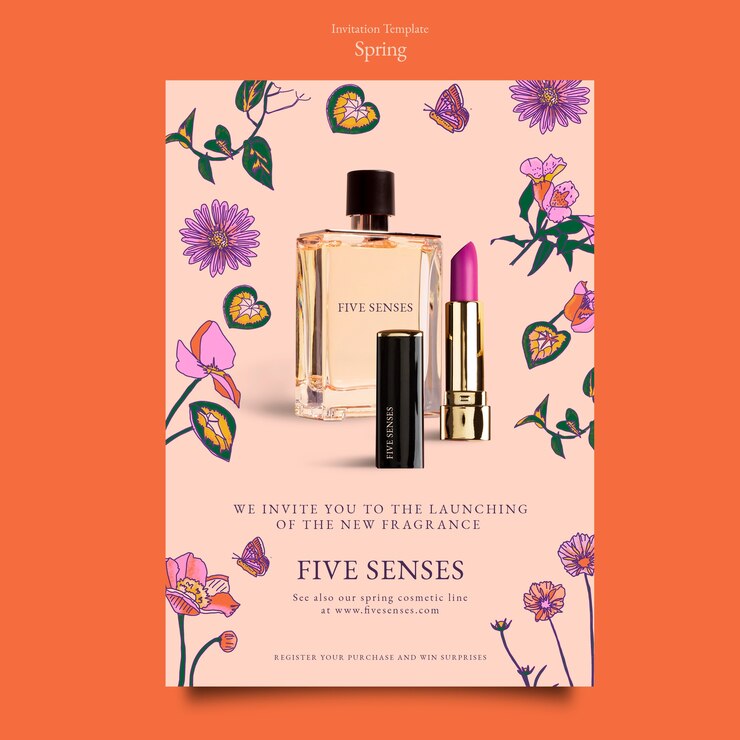 Invitation Template
Spring
FIVE SENSES
FIVE SENSES
WE INVITE YOU TO THE LAUNCHING
OF THE NEW FRAGRANCE
FIVE SENSES
See also our spring cosmetic line
at www.fivesenses.com
REGISTER YOUR PURCHASE AND WIN SURPRISES